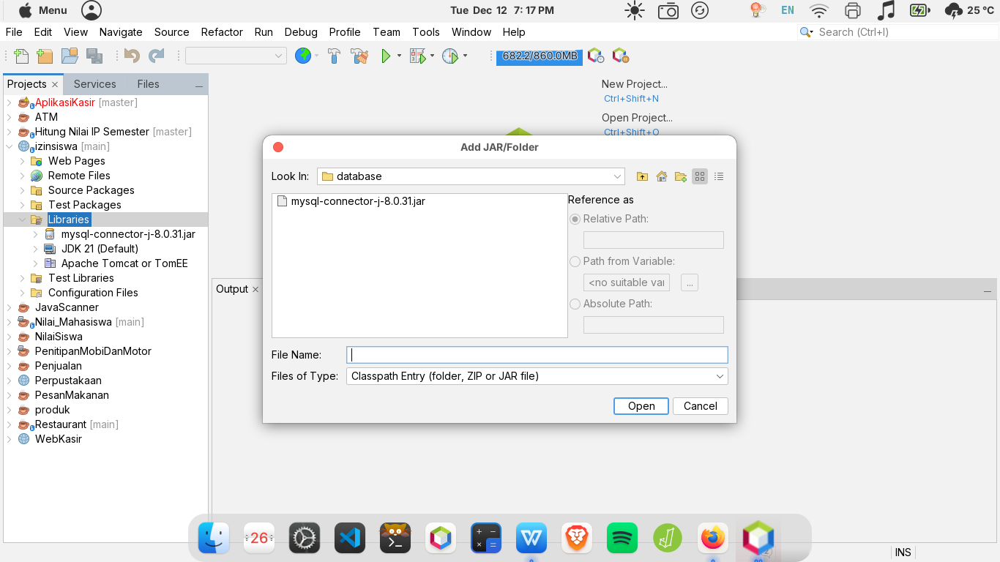 Menu
Tue Dec 12 7:17 PM
EN
25 °C
File Edit View Navigate Source Refactor Run Debug Profile Team Tools Window Help
Search (Ctrl+I)
682.2/860.0MB
Projects × Services Files
AplikasiKasir [master]
ATM
Hitung Nilai IP Semester [master]
izinsiswa [main]
Web Pages
Remote Files
Source Packages
Test Packages
Libraries
mysql-connector-j-8.0.31.jar
JDK 21 (Default)
Apache Tomcat or TomEE
Test Libraries
Configuration Files
JavaScanner
Nilai_Mahasiswa [main]
NilaiSiswa
PenitipanMobiDanMotor
Penjualan
Perpustakaan
PesanMakanan
produk
Restaurant [main]
WebKasir
New Project...
Ctrl+Shift+N
Open Project...
Ctrl+Shift+O
Output ×
Add JAR/Folder
Look In: database
mysql-connector-j-8.0.31.jar
Reference as
Relative Path:
Path from Variable:
<no suitable vai
...
Absolute Path:
File Name:
Files of Type: Classpath Entry (folder, ZIP or JAR file)
Open Cancel
26
INS